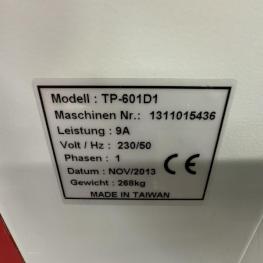 Modell : TP-601D1
Maschinen Nr.: 1311015436
Leistung : 9A
Volt / Hz : 230/50
Phasen : 1
Datum : NOV/2013
Gewicht : 268kg
CE
MADE IN TAIWAN